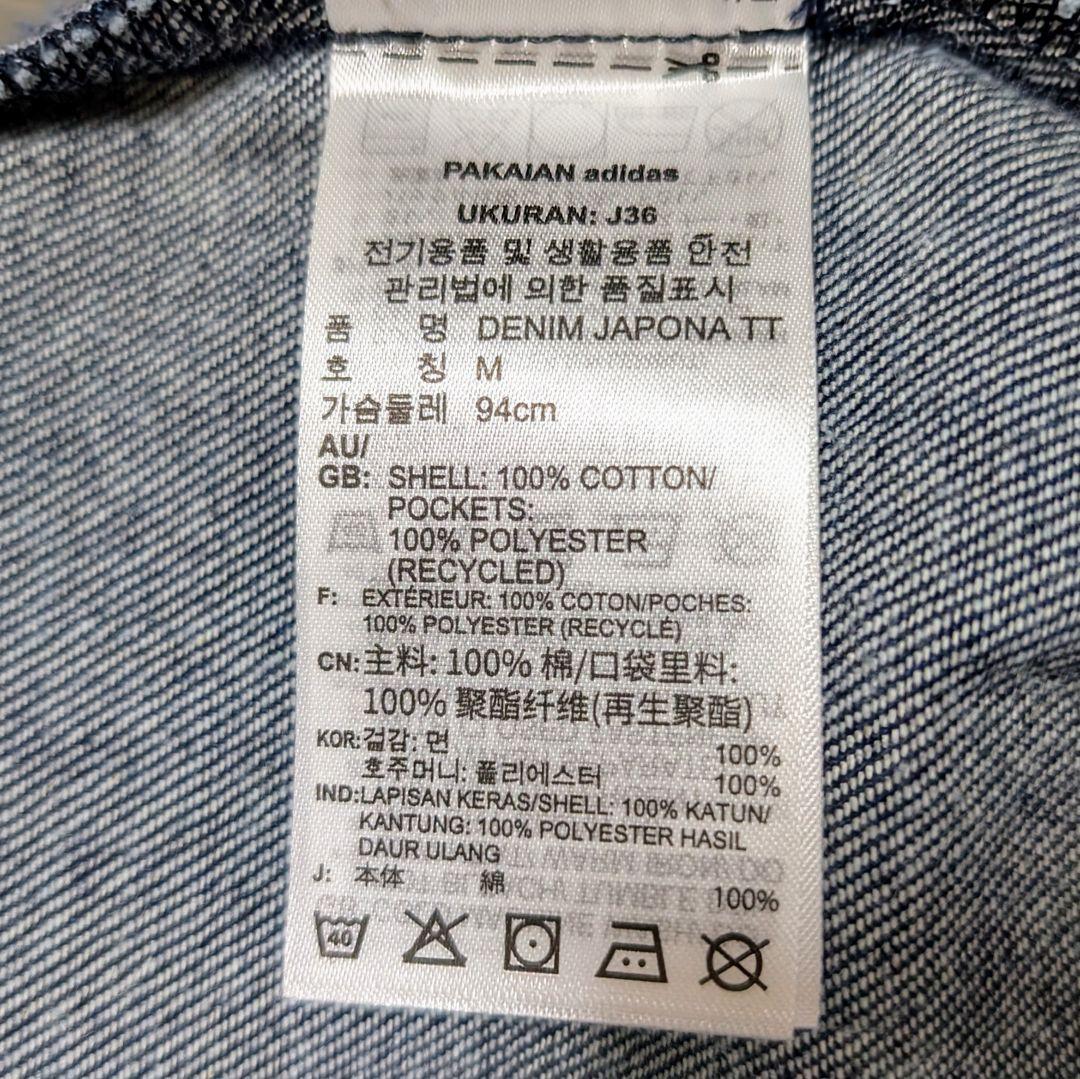 PAKAIAN adidas
UKURAN: J36
전기용품 및 생활용품 안전
관리법에 의한 품질표시
품 명 DENIM JAPONA TT
호 칭 M
가슴둘레 94cm
AU/
GB: SHELL: 100% COTTON/
POCKETS:
100% POLYESTER
(RECYCLED)
F: EXTÉRIEUR: 100% COTON/POCHES:
100% POLYESTER (RECYCLÉ)
CN: 主料: 100% 棉/口袋里料:
100% 聚酯纤维(再生聚酯)
KOR: 겉감: 면 100%
호주머니: 폴리에스터 100%
IND: LAPISAN KERAS/SHELL: 100% KATUN/
KANTUNG: 100% POLYESTER HASIL
DAUR ULANG
J: 本体 綿 100%
40